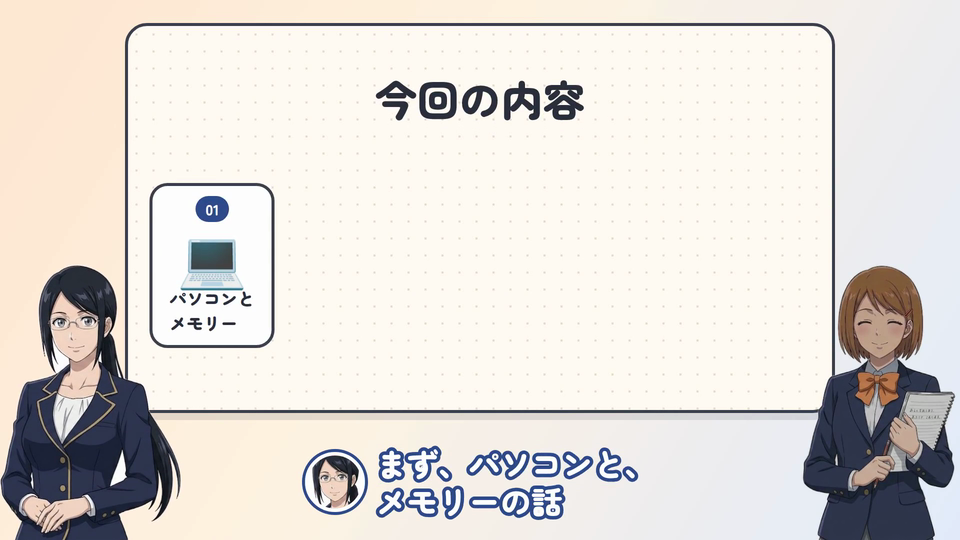 今回の内容
01
パソコンと
メモリー
まず、パソコンと、
メモリーの話